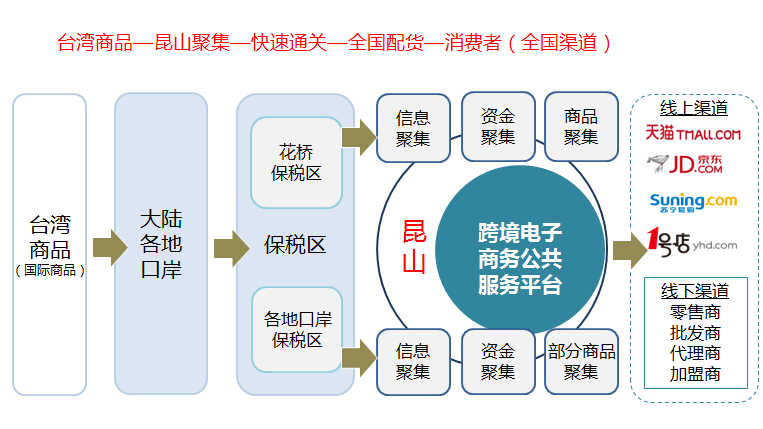 台湾商品—昆山聚集—快速通关—全国配货—消费者（全国渠道）
台湾
商品
（国际商品）
大陆
各地
口岸
花桥
保税区
保税区
各地口岸
保税区
信息
聚集
资金
聚集
商品
聚集
昆
山
跨境电子
商务公共
服务平台
信息
聚集
资金
聚集
部分商品
聚集
线上渠道
天猫 TMALL.COM
JD 京东
.COM
Suning.com
苏宁易购
1号店 yhd.com
线下渠道
零售商
批发商
代理商
加盟商